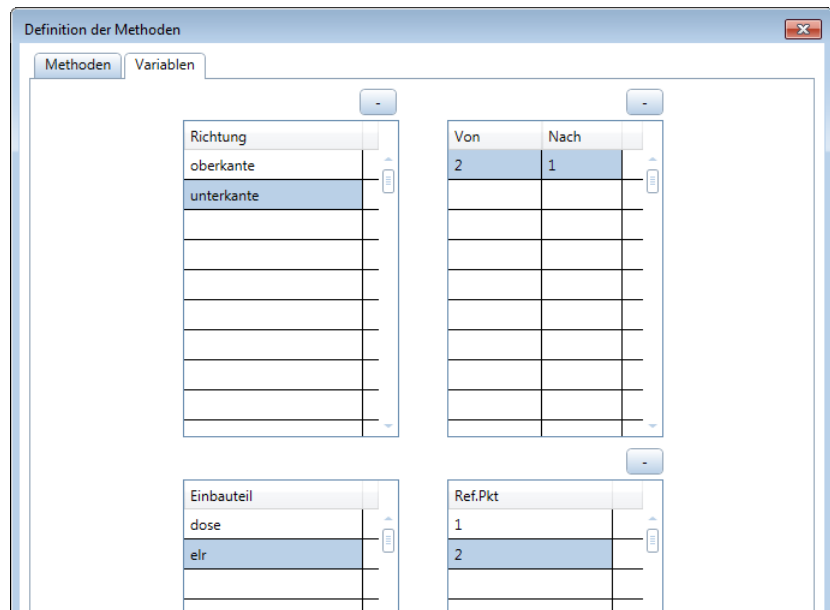 Definition der Methoden
Methoden Variablen
- -
Richtung
oberkante
unterkante
Von Nach
2 1
-
Einbauteil
dose
elr
Ref.Pkt
1
2